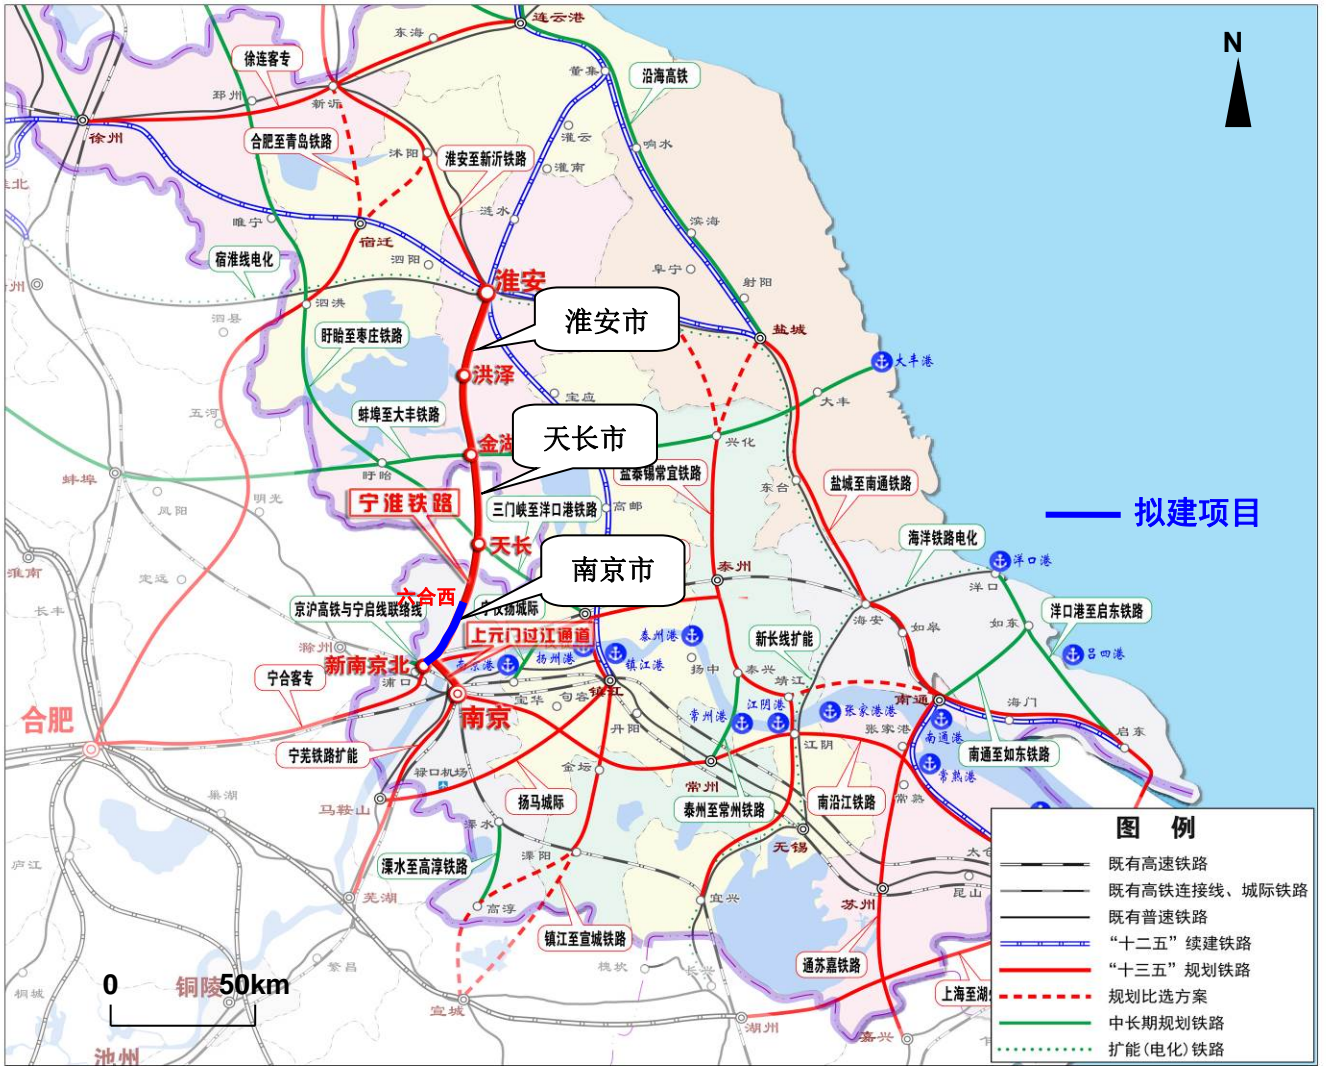 连云港
东海
N
徐连客专
董集
沿海高铁
邳州
新沂
徐州
合肥至青岛铁路
灌云
响水
沭阳
淮安至新沂铁路
灌南
淮北
睢宁
涟水
滨海
宿迁
宿淮线电化
泗阳
阜宁
淮安
射阳
州
泗洪
泗县
淮安市
盱眙至枣庄铁路
盐城
大丰港
洪泽
宝应
大丰
五河
蚌埠至大丰铁路
天长市
兴化
金湖
盱眙
蚌埠
盐泰锡常宜铁路
东台
盐城至南通铁路
明光
宁淮铁路
三门峡至洋口港铁路
高邮
拟建项目
凤阳
海洋铁路电化
天长
南京市
洋口港
淮南
定远
泰州
洋口
六合西
长丰
京沪高铁与宁启线联络线
宁仪扬城际
洋口港至启东铁路
海安
如皋
如东
上元门过江通道
泰州港
新长线扩能
滁州
新南京北
南京港
扬州港
镇江港
扬中
吕四港
宁合客专
浦口
泰兴
靖江
南京
宝华
句容
镇江
南通
海门
合肥
常州港
江阴港
张家港港
丹阳
张家港
南通港
启东
江阴
宁芜铁路扩能
南通至如东铁路
禄口机场
金坛
常州
常熟港
巢湖
马鞍山
扬马城际
泰州至常州铁路
南沿江铁路
常熟
溧水
图 例
无锡
庐江
溧阳
太仓
既有高速铁路
溧水至高淳铁路
昆山
既有高铁连接线、城际铁路
芜湖
高淳
宜兴
苏州
既有普速铁路
镇江至宣城铁路
“十二五”续建铁路
繁昌
槐坎
长兴
通苏嘉铁路
“十三五”规划铁路
0
50km
铜陵
桐城
上海至湖
规划比选方案
宣城
湖州
中长期规划铁路
嘉兴
池州
扩能(电化)铁路